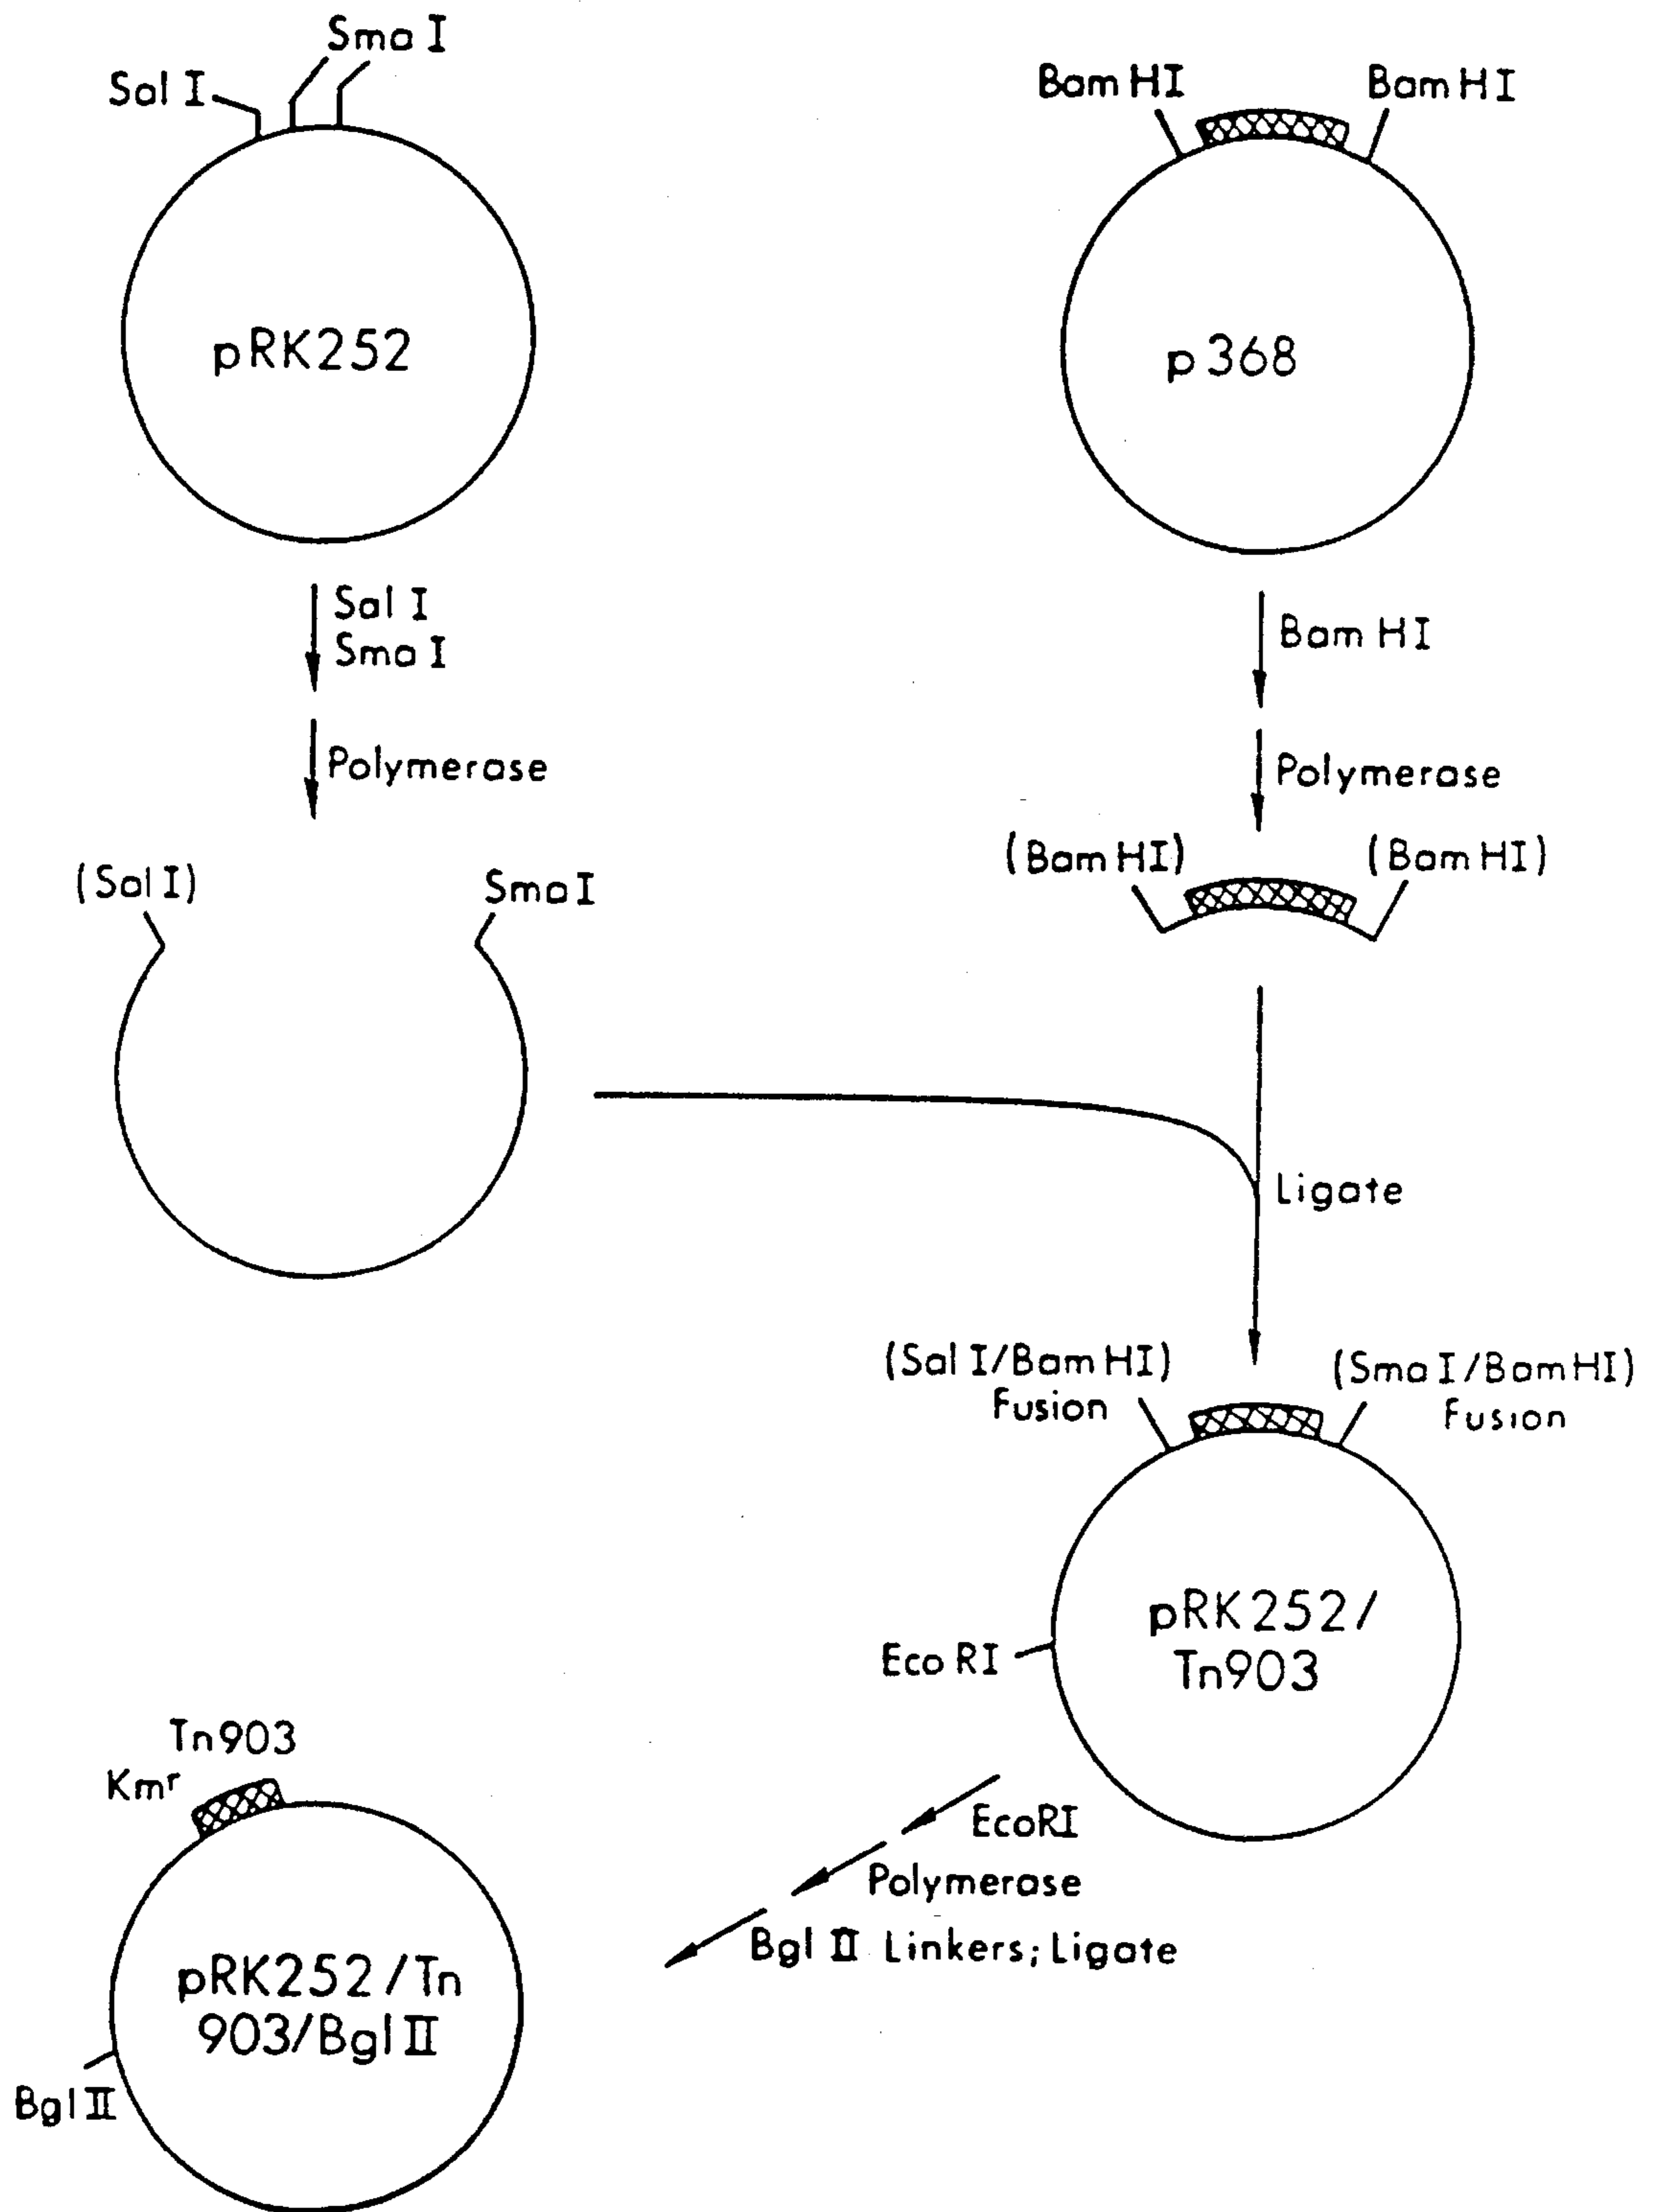 Sma I
Sal I
Bam HI
Bam HI
pRK252
p368
Sal I
Sma I
Bam HI
Polymerase
Polymerase
(Sal I)
Sma I
(Bam HI)
(Bam HI)
Ligate
(Sal I/Bam HI)
Fusion
(Sma I/Bam HI)
Fusion
pRK252/
Tn903
Eco RI
Tn903
Kmr
EcoRI
Polymerase
Bgl II Linkers; Ligate
pRK252/Tn
903/Bgl II
Bgl II